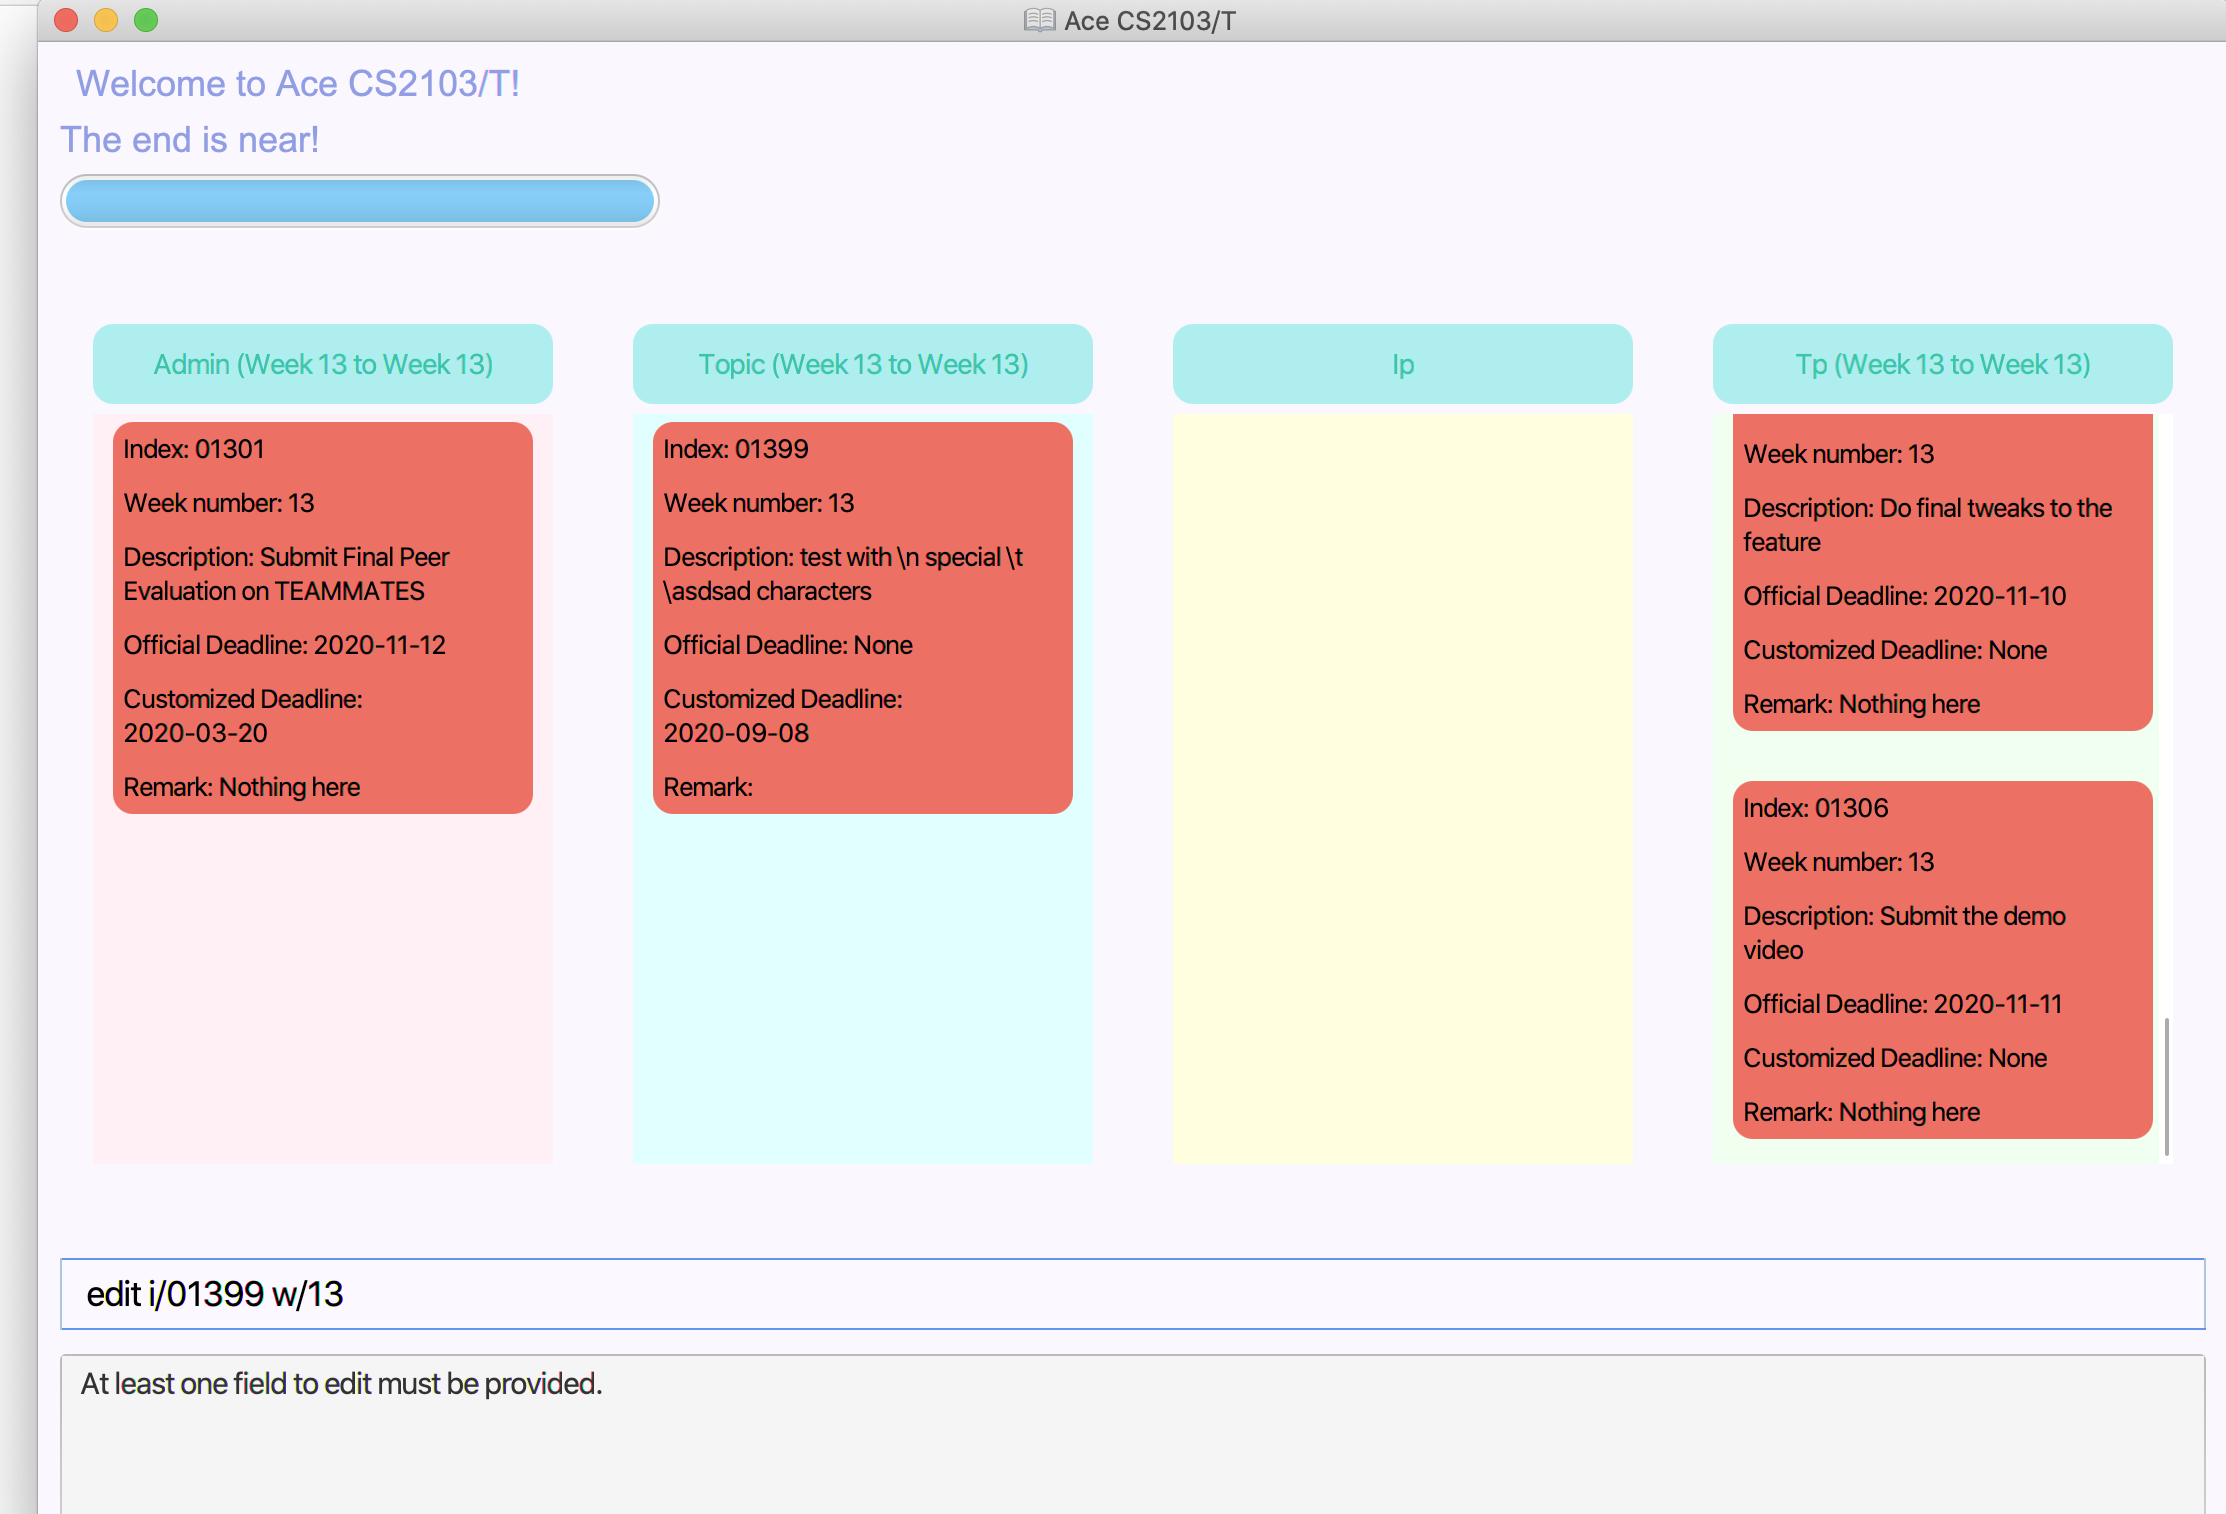 Ace CS2103/T
Welcome to Ace CS2103/T!
The end is near!
Admin (Week 13 to Week 13)
Index: 01301
Week number: 13
Description: Submit Final Peer
Evaluation on TEAMMATES
Official Deadline: 2020-11-12
Customized Deadline:
2020-03-20
Remark: Nothing here
Topic (Week 13 to Week 13)
Index: 01399
Week number: 13
Description: test with \n special \t
\asdsad characters
Official Deadline: None
Customized Deadline:
2020-09-08
Remark:
Ip
Tp (Week 13 to Week 13)
Week number: 13
Description: Do final tweaks to the
feature
Official Deadline: 2020-11-10
Customized Deadline: None
Remark: Nothing here
Index: 01306
Week number: 13
Description: Submit the demo
video
Official Deadline: 2020-11-11
Customized Deadline: None
Remark: Nothing here
edit i/01399 w/13
At least one field to edit must be provided.